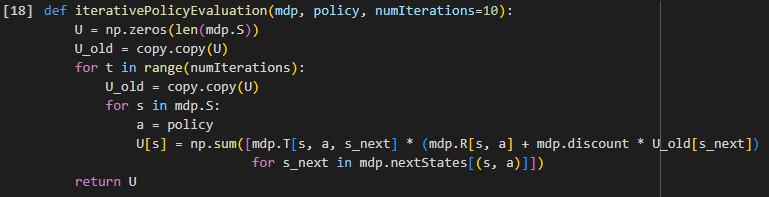 [18] def iterativePolicyEvaluation(mdp, policy, numIterations=10):
U = np.zeros(len(mdp.S))
U_old = copy.copy(U)
for t in range(numIterations):
U_old = copy.copy(U)
for s in mdp.S:
a = policy
U[s] = np.sum([mdp.T[s, a, s_next] * (mdp.R[s, a] + mdp.discount * U_old[s_next])
for s_next in mdp.nextStates[(s, a)]])
return U